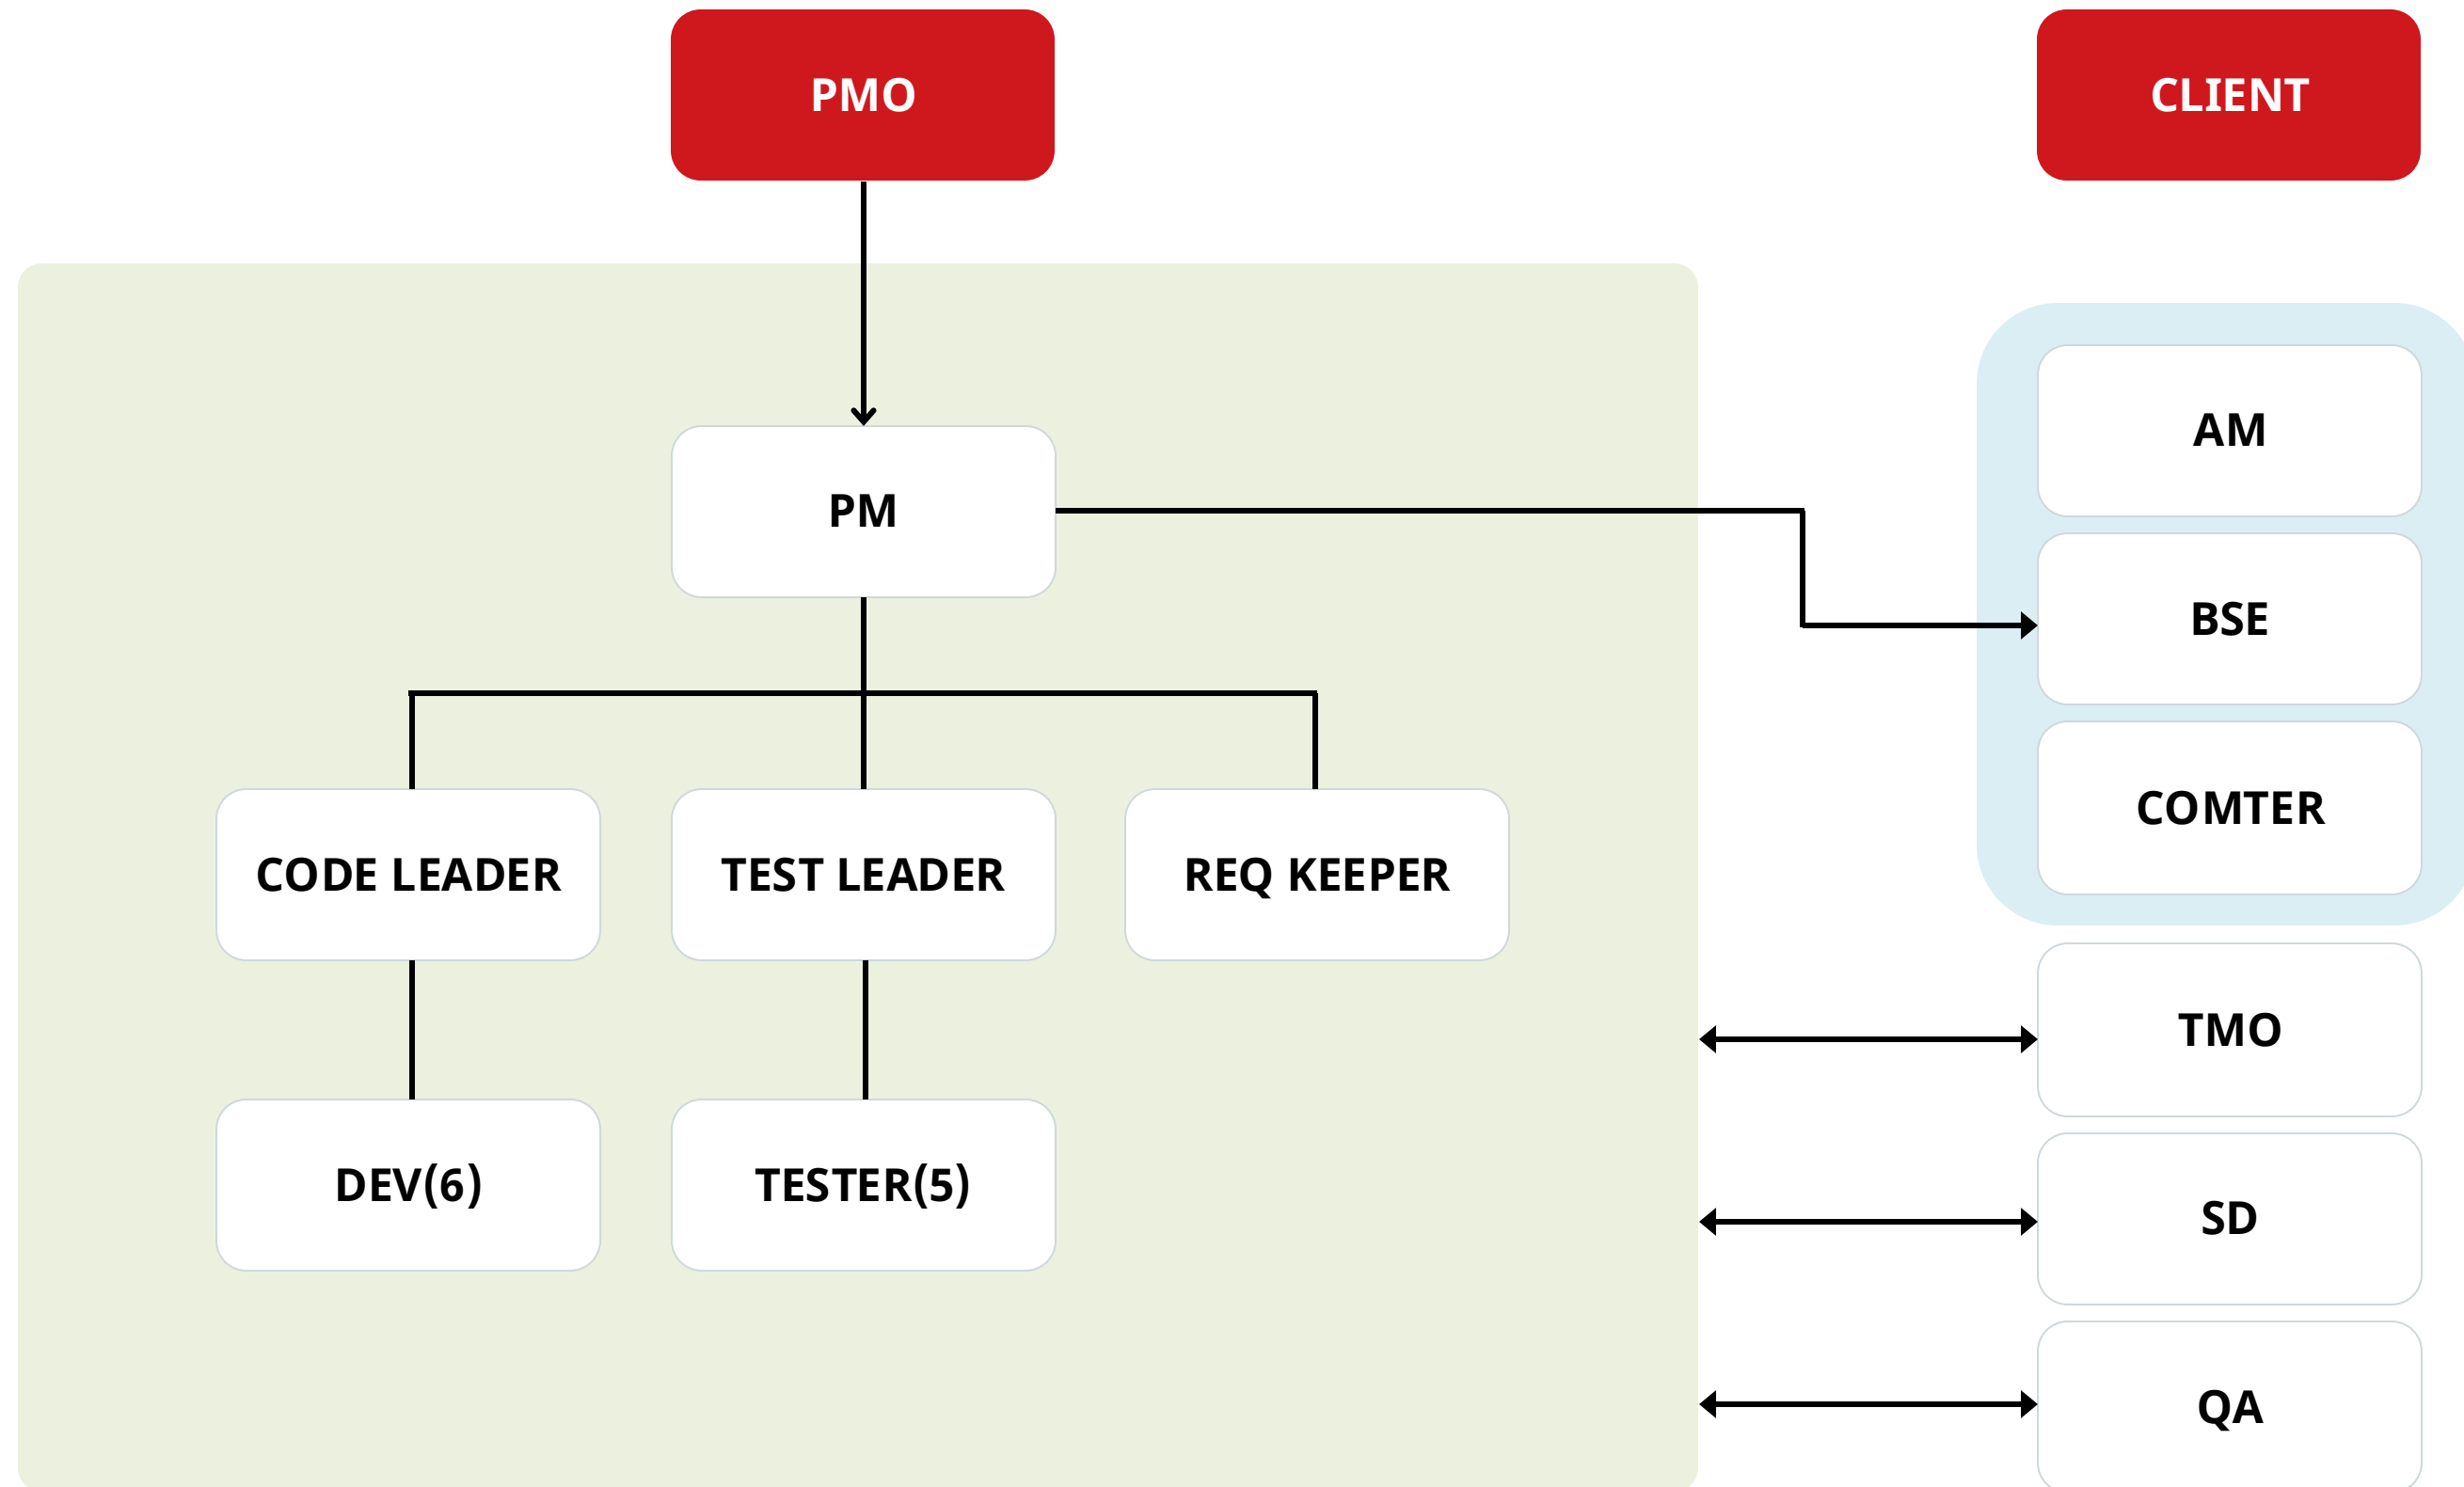 PMO
CLIENT
PM
AM
BSE
COMTER
CODE LEADER
TEST LEADER
REQ KEEPER
DEV(6)
TESTER(5)
TMO
SD
QA